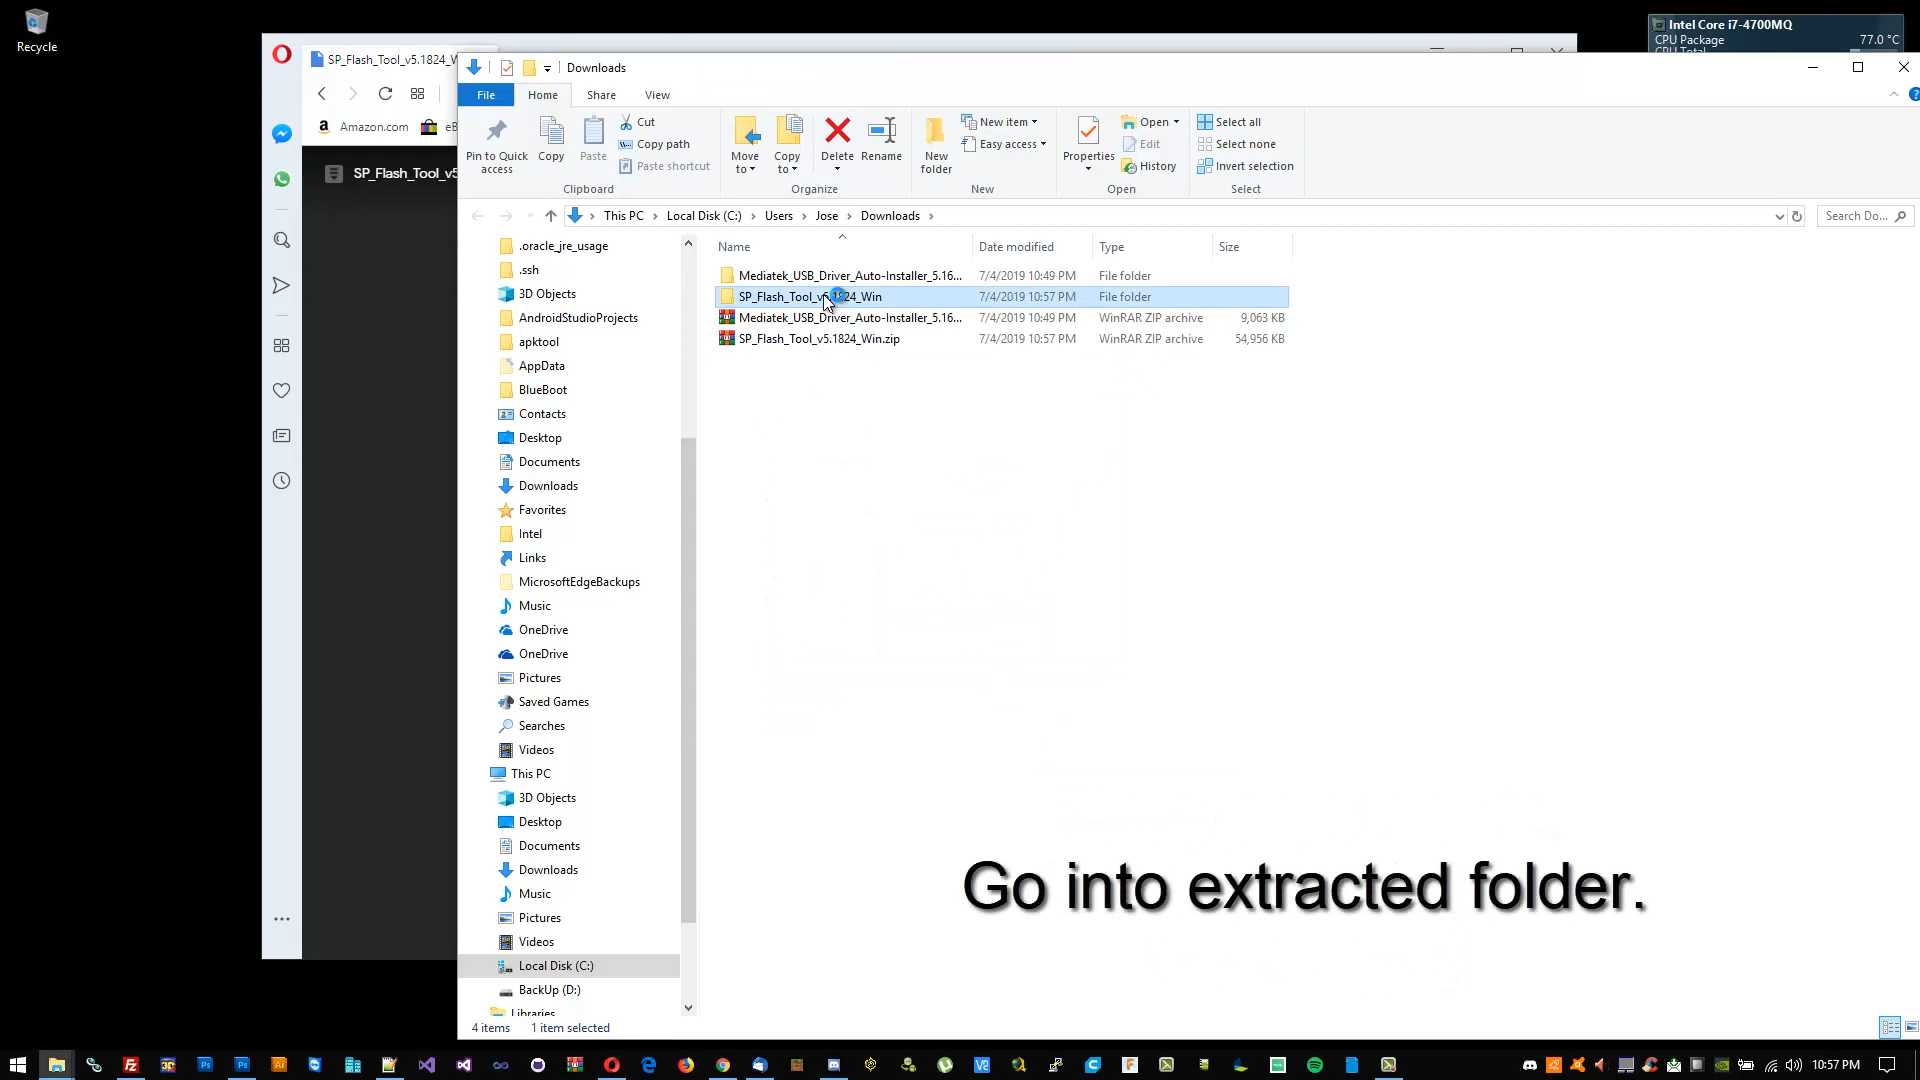 Recycle
Intel Core i7-4700MQ
CPU Package 77.0 °C
SP_Flash_Tool_v5.1824_W
Amazon.com
SP_Flash_Tool_v5
Downloads
File Home Share View
Pin to Quick access
Copy
Paste
Cut
Copy path
Paste shortcut
Clipboard
Move to
Copy to
Delete
Rename
Organize
New folder
New item
Easy access
New
Properties
Open
Edit
History
Open
Select all
Select none
Invert selection
Select
This PC Local Disk (C:) Users Jose Downloads
Search Do...
Name Date modified Type Size
Mediatek_USB_Driver_Auto-Installer_5.16... 7/4/2019 10:49 PM File folder
SP_Flash_Tool_v5.1824_Win 7/4/2019 10:57 PM File folder
Mediatek_USB_Driver_Auto-Installer_5.16... 7/4/2019 10:49 PM WinRAR ZIP archive 9,063 KB
SP_Flash_Tool_v5.1824_Win.zip 7/4/2019 10:57 PM WinRAR ZIP archive 54,956 KB
.oracle_jre_usage
.ssh
3D Objects
AndroidStudioProjects
apktool
AppData
BlueBoot
Contacts
Desktop
Documents
Downloads
Favorites
Intel
Links
MicrosoftEdgeBackups
Music
OneDrive
OneDrive
Pictures
Saved Games
Searches
Videos
This PC
3D Objects
Desktop
Documents
Downloads
Music
Pictures
Videos
Local Disk (C:)
BackUp (D:)
Libraries
Go into extracted folder.
4 items 1 item selected
10:57 PM